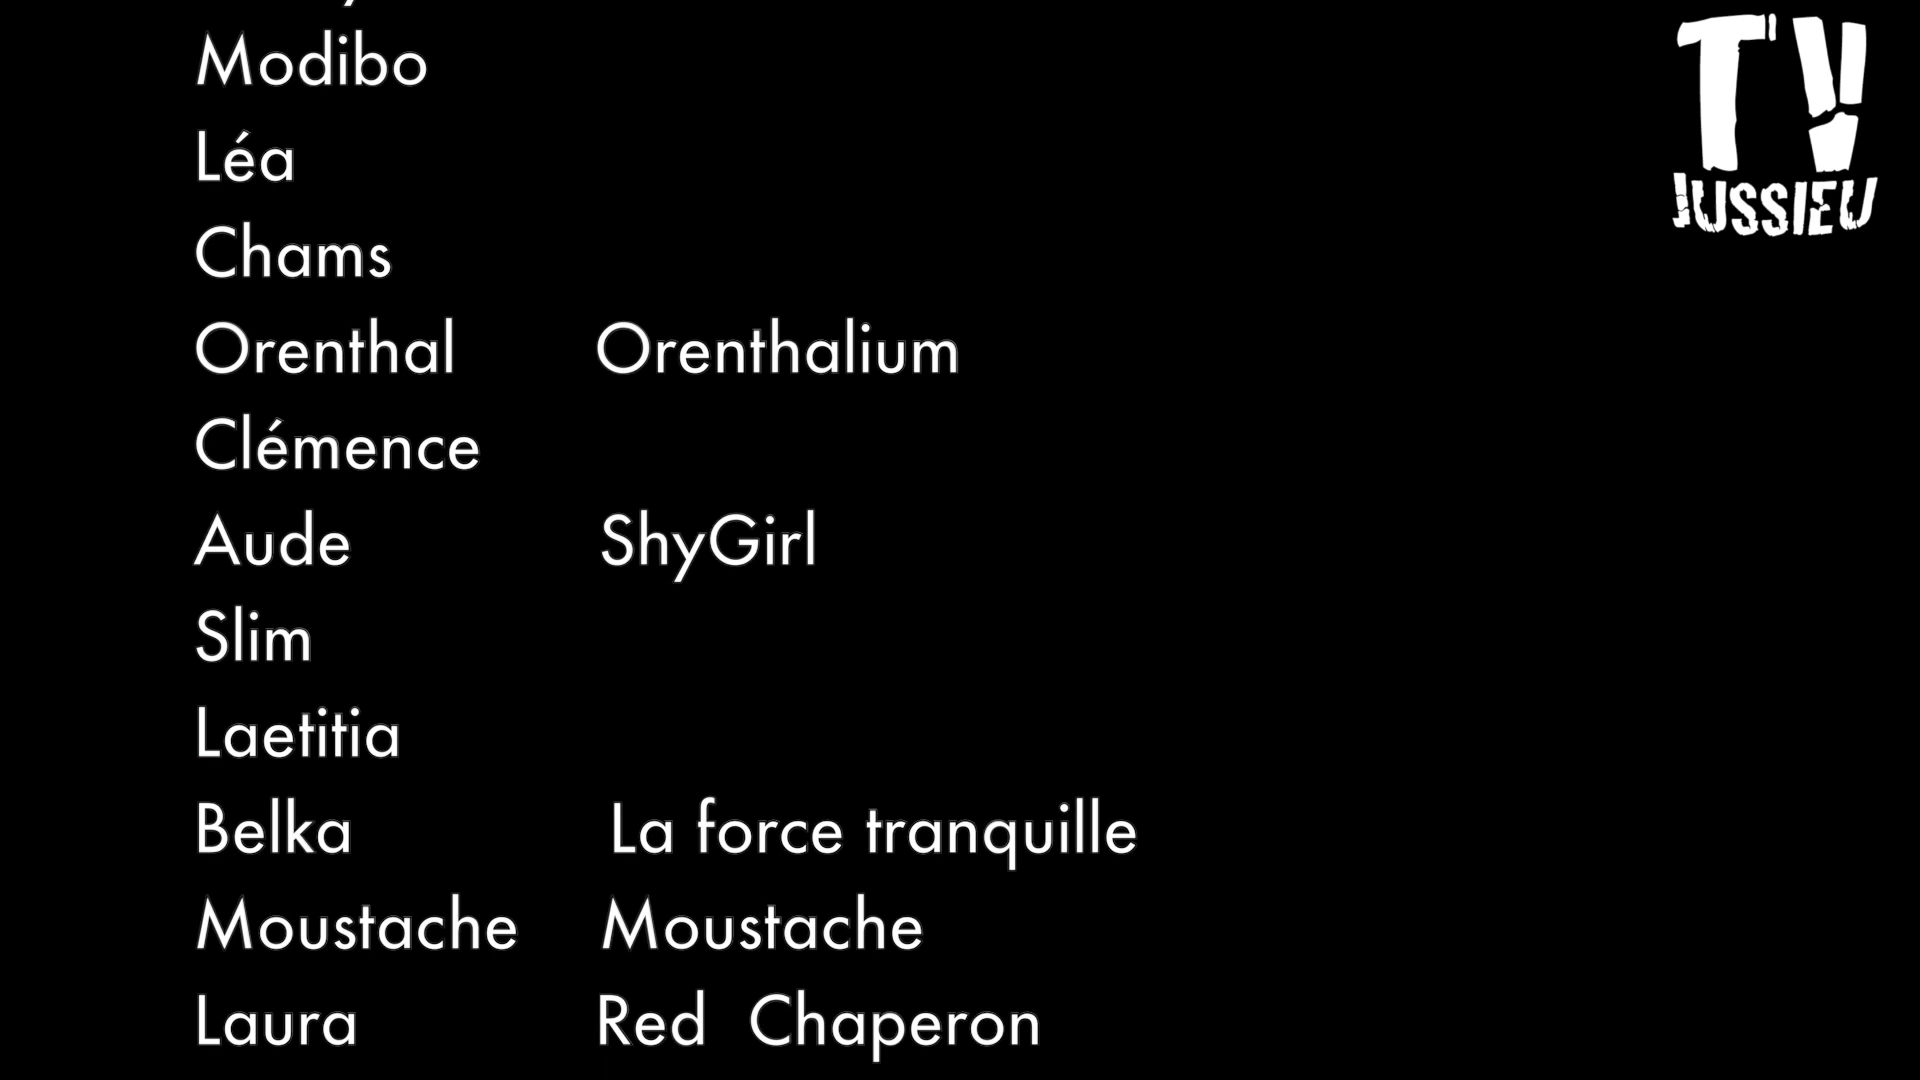 Modibo
Léa
Chams
Orenthal Orenthalium
Clémence
Aude ShyGirl
Slim
Laetitia
Belka La force tranquille
Moustache Moustache
Laura Red Chaperon
TV
JUSSIEU